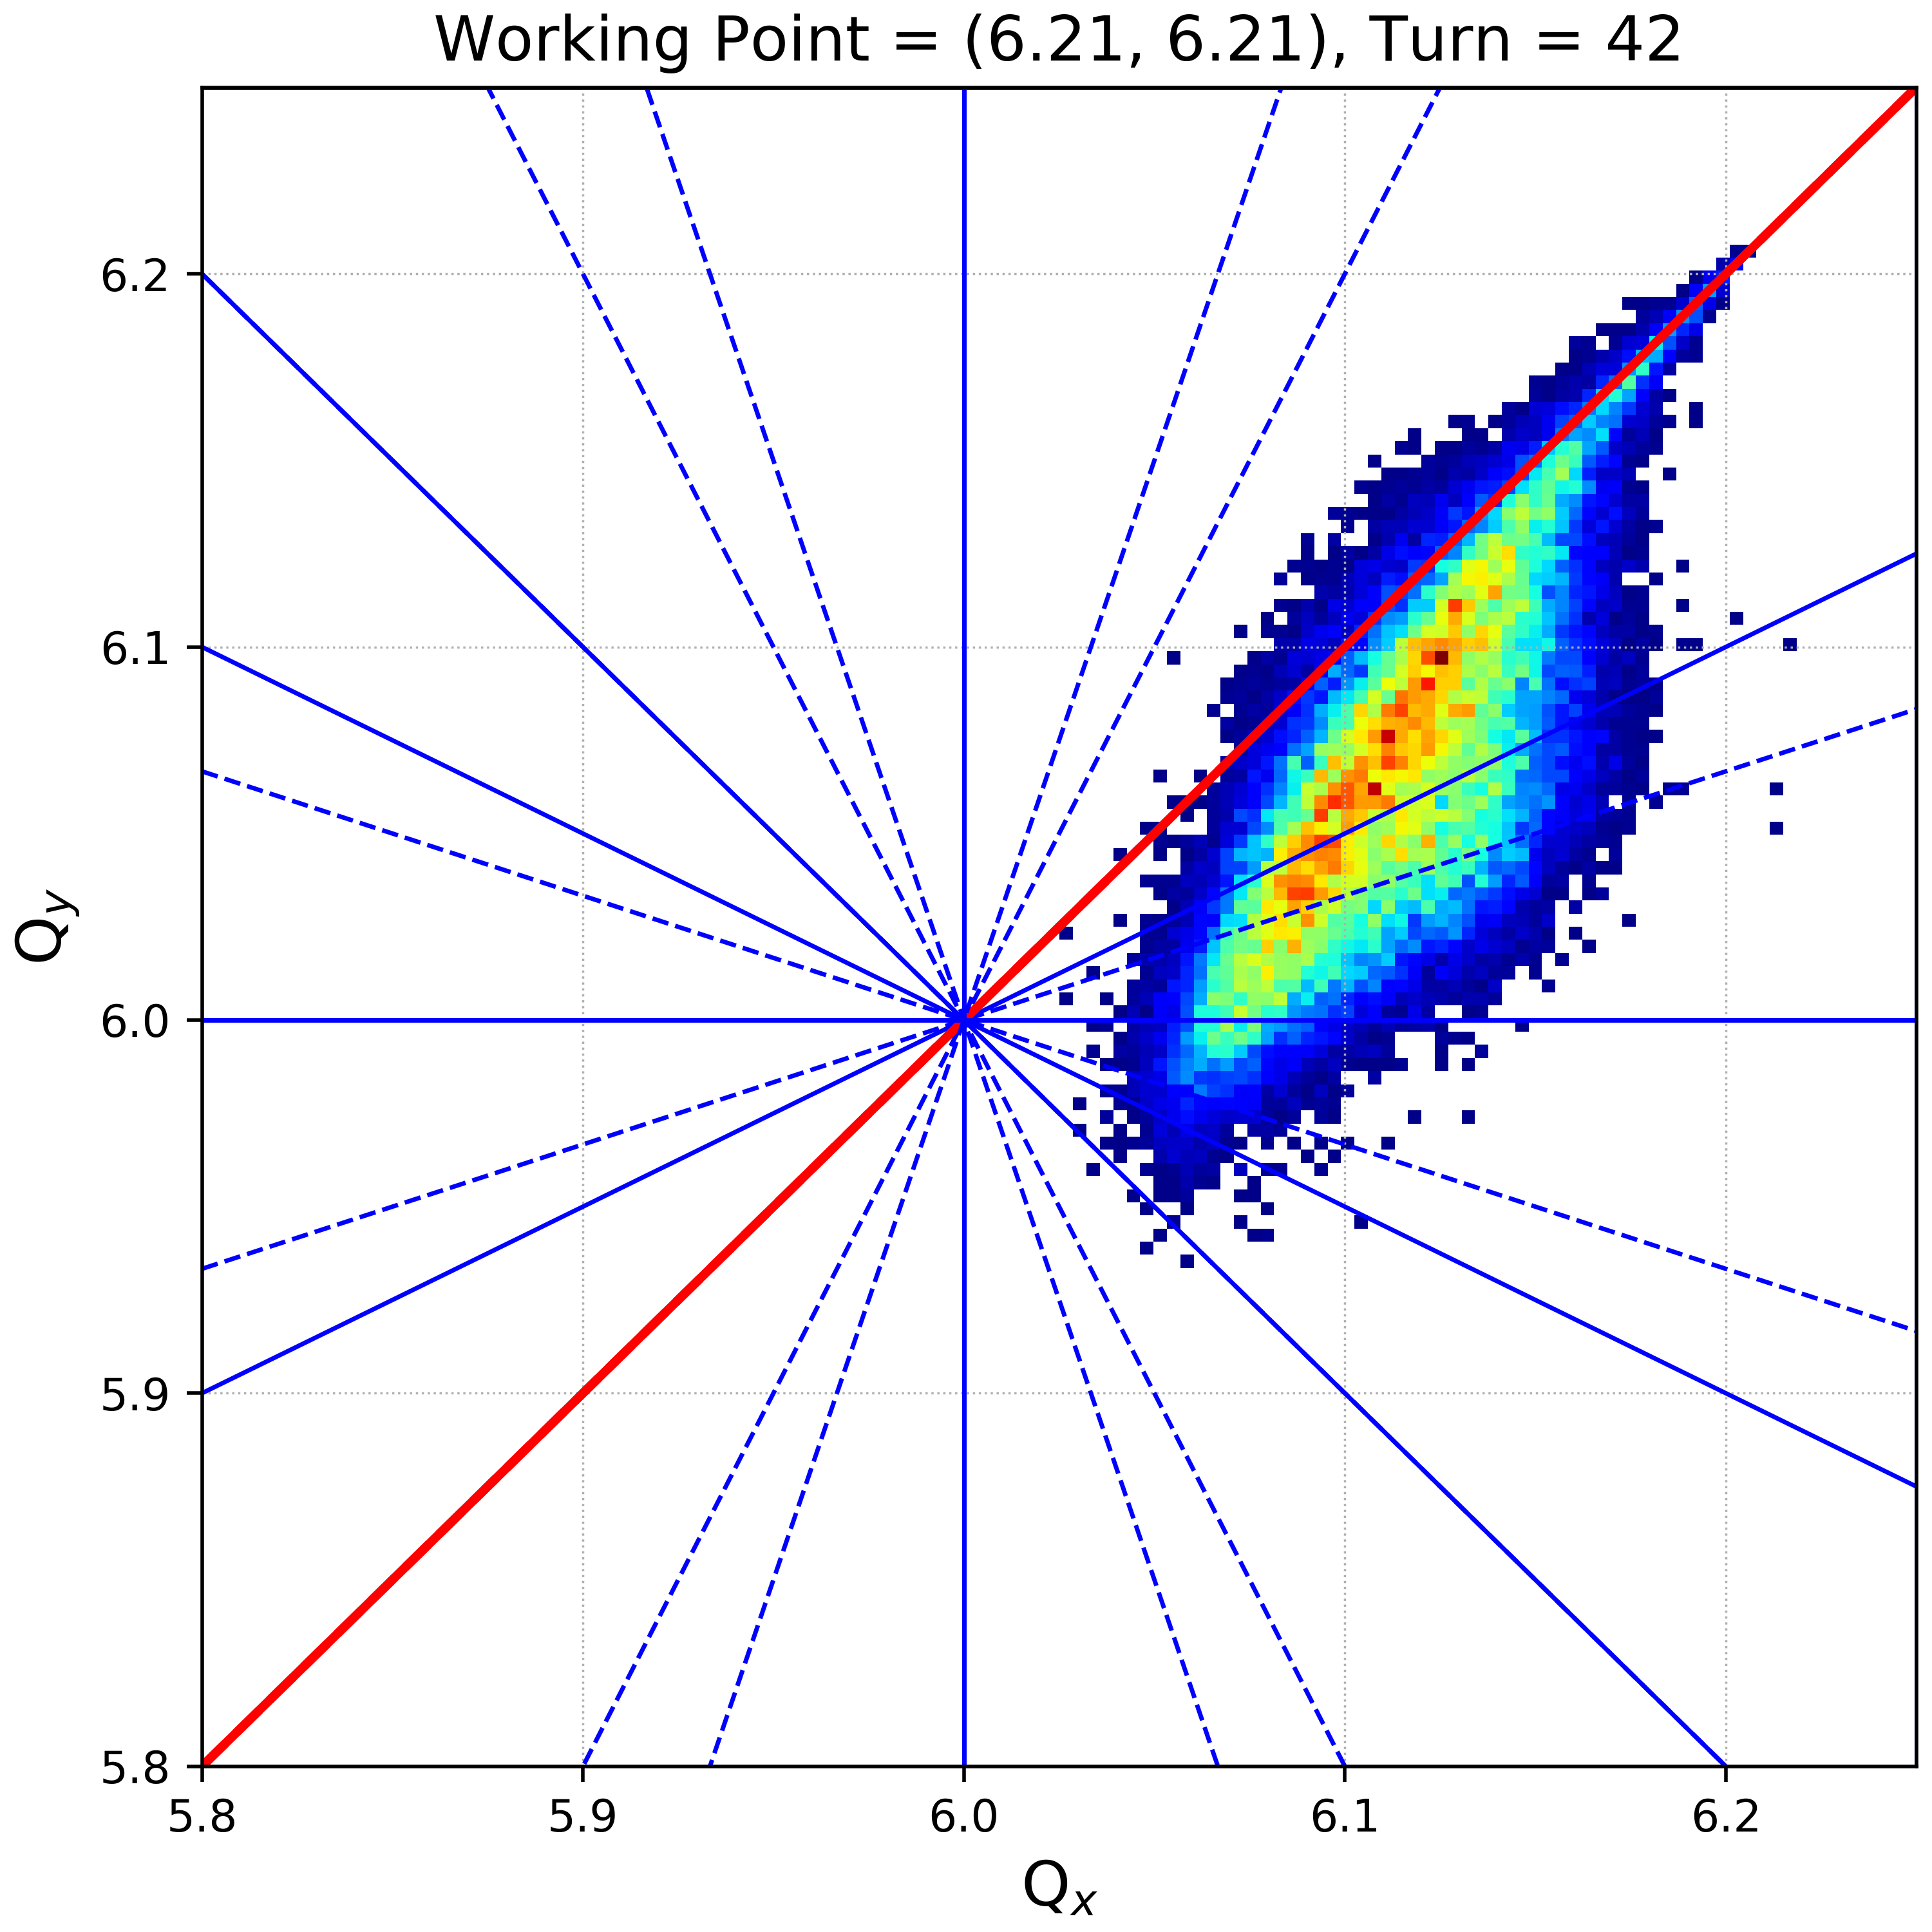 Working Point = (6.21, 6.21), Turn = 42
6.2
6.1
6.0
5.9
5.8
Qy
5.8 5.9 6.0 6.1 6.2
Qx